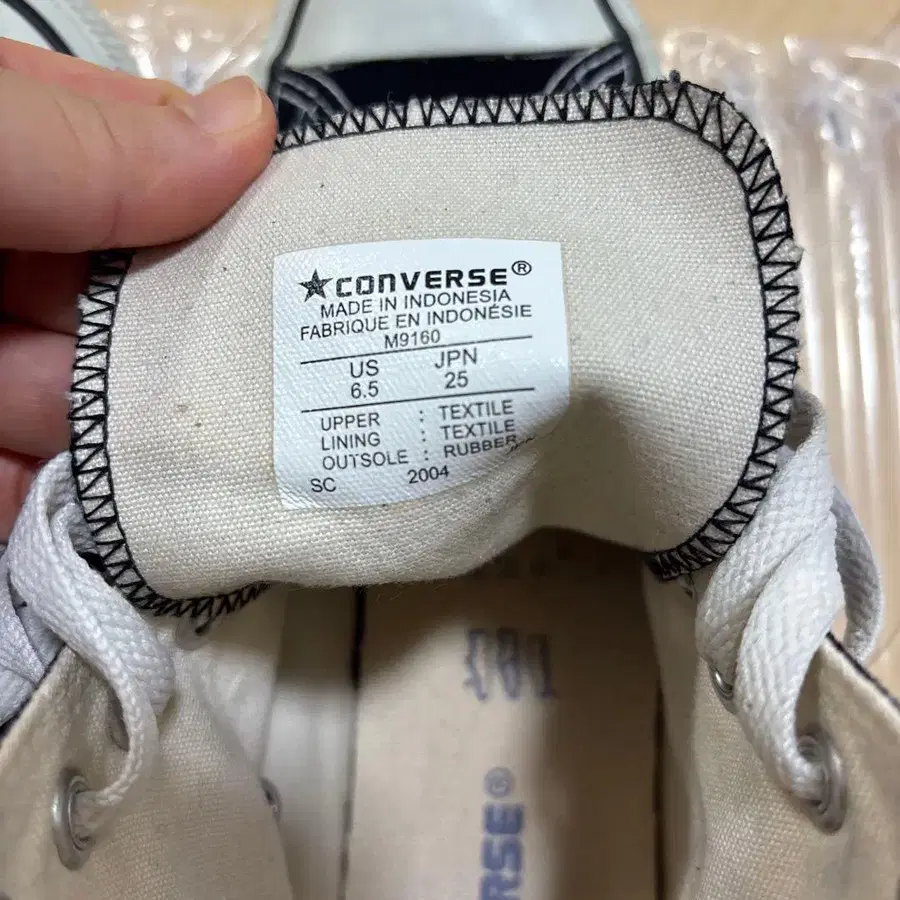 ★CONVERSE®
MADE IN INDONESIA
FABRIQUE EN INDONÉSIE
M9160
US JPN
6.5 25
UPPER : TEXTILE
LINING : TEXTILE
OUTSOLE : RUBBER
SC 2004
RSE®